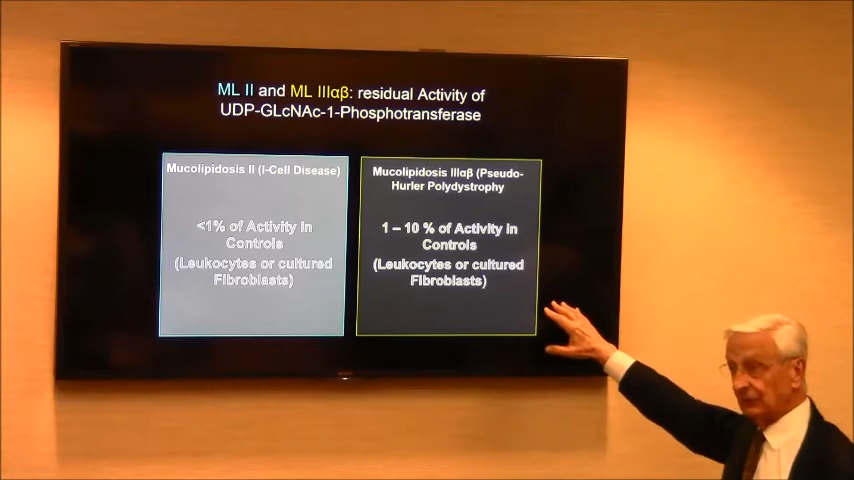 ML II and ML IIIαβ: residual Activity of
UDP-GLcNAc-1-Phosphotransferase
Mucolipidosis II (I-Cell Disease)
<1% of Activity in
Controls
(Leukocytes or cultured
Fibroblasts)
Mucolipidosis IIIαβ (Pseudo-
Hurler Polydystrophy
1 – 10 % of Activity in
Controls
(Leukocytes or cultured
Fibroblasts)